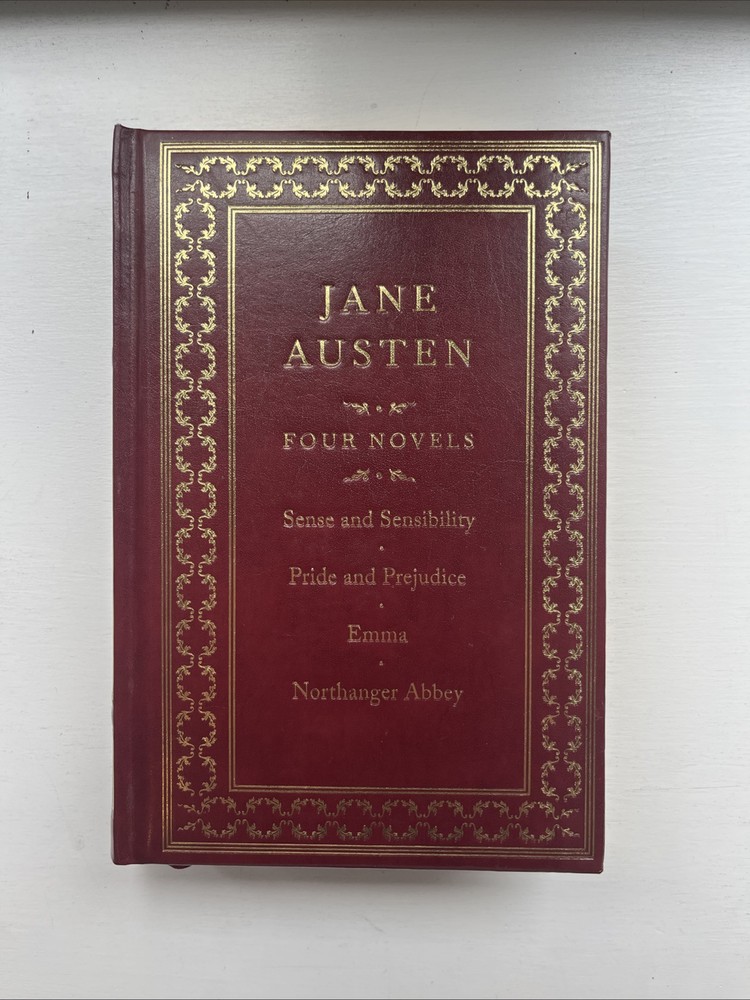 JANE
AUSTEN
FOUR NOVELS
Sense and Sensibility
Pride and Prejudice
Emma
Northanger Abbey